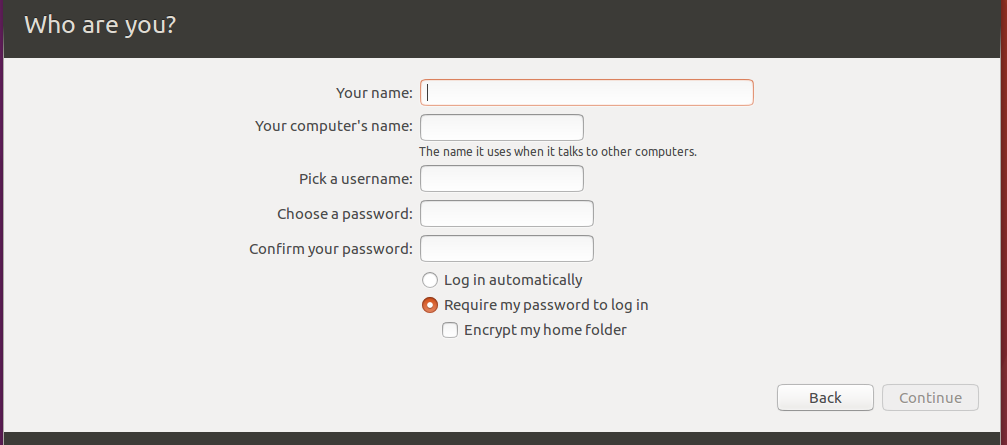 Who are you?
Your name:
Your computer's name:
The name it uses when it talks to other computers.
Pick a username:
Choose a password:
Confirm your password:
Log in automatically
Require my password to log in
Encrypt my home folder
Back Continue